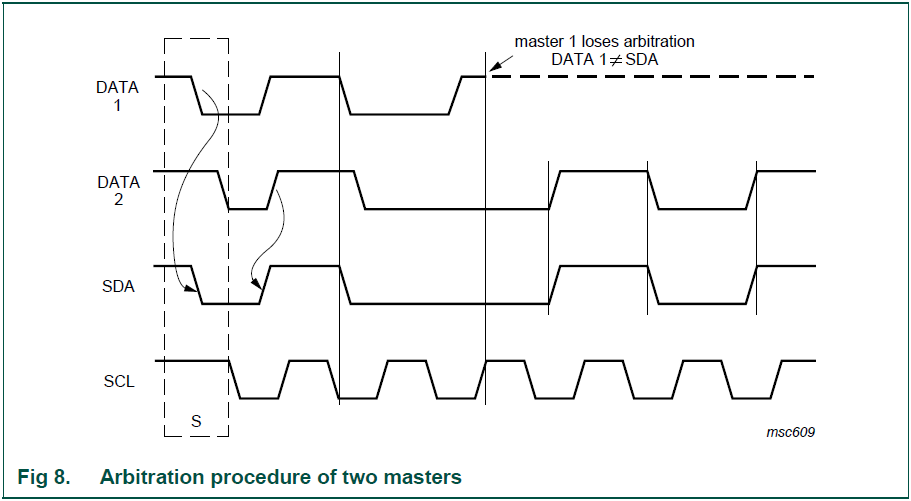 master 1 loses arbitration
DATA 1≠SDA
DATA
1
DATA
2
SDA
SCL
S
msc609
Fig 8. Arbitration procedure of two masters